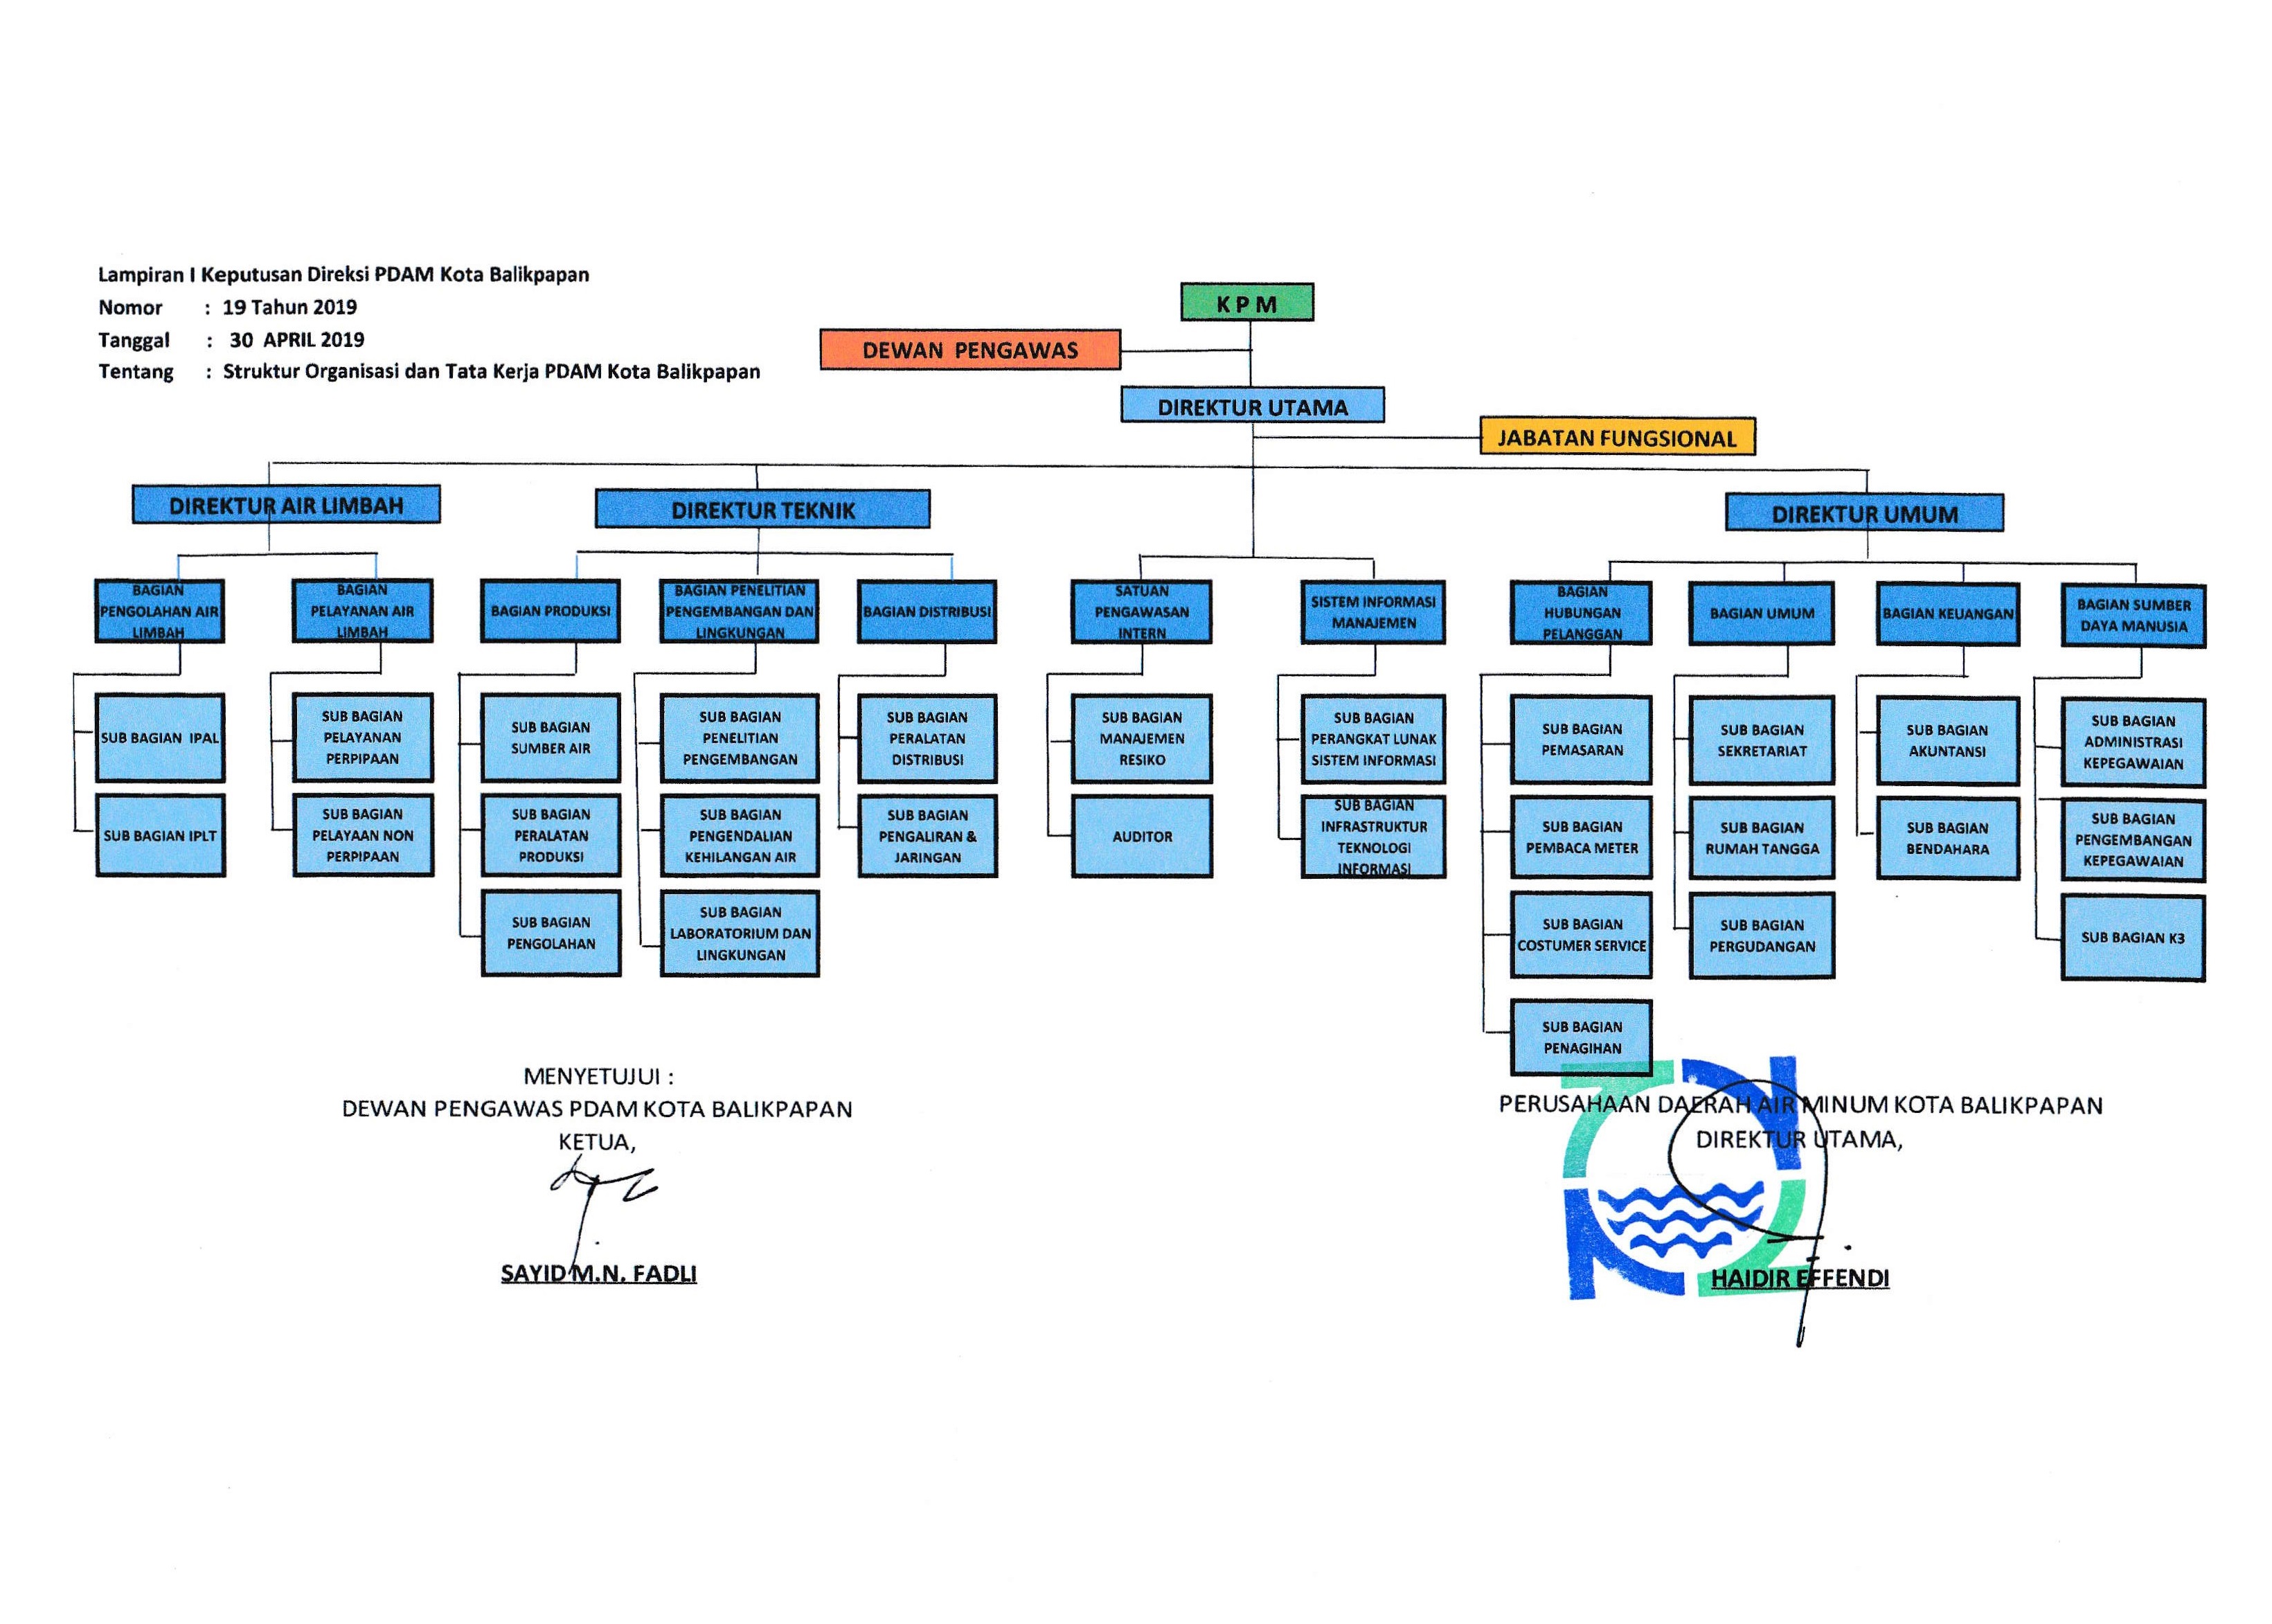 Lampiran I Keputusan Direksi PDAM Kota Balikpapan
Nomor : 19 Tahun 2019
Tanggal : 30 APRIL 2019
Tentang : Struktur Organisasi dan Tata Kerja PDAM Kota Balikpapan
K P M
DEWAN PENGAWAS
DIREKTUR UTAMA
JABATAN FUNGSIONAL
DIREKTUR AIR LIMBAH
DIREKTUR TEKNIK
DIREKTUR UMUM
BAGIAN
PENGOLAHAN AIR
LIMBAH
BAGIAN
PELAYANAN AIR
LIMBAH
BAGIAN PRODUKSI
BAGIAN PENELITIAN
PENGEMBANGAN DAN
LINGKUNGAN
BAGIAN DISTRIBUSI
SATUAN
PENGAWASAN
INTERN
SISTEM INFORMASI
MANAJEMEN
BAGIAN
HUBUNGAN
PELANGGAN
BAGIAN UMUM
BAGIAN KEUANGAN
BAGIAN SUMBER
DAYA MANUSIA
SUB BAGIAN IPAL
SUB BAGIAN
PELAYANAN
PERPIPAAN
SUB BAGIAN
SUMBER AIR
SUB BAGIAN
PENELITIAN
PENGEMBANGAN
SUB BAGIAN
PERALATAN
DISTRIBUSI
SUB BAGIAN
MANAJEMEN
RESIKO
SUB BAGIAN
PERANGKAT LUNAK
SISTEM INFORMASI
SUB BAGIAN
PEMASARAN
SUB BAGIAN
SEKRETARIAT
SUB BAGIAN
AKUNTANSI
SUB BAGIAN
ADMINISTRASI
KEPEGAWAIAN
SUB BAGIAN IPLT
SUB BAGIAN
PELAYAAN NON
PERPIPAAN
SUB BAGIAN
PERALATAN
PRODUKSI
SUB BAGIAN
PENGENDALIAN
KEHILANGAN AIR
SUB BAGIAN
PENGALIRAN &
JARINGAN
AUDITOR
SUB BAGIAN
INFRASTRUKTUR
TEKNOLOGI
INFORMASI
SUB BAGIAN
PEMBACA METER
SUB BAGIAN
RUMAH TANGGA
SUB BAGIAN
BENDAHARA
SUB BAGIAN
PENGEMBANGAN
KEPEGAWAIAN
SUB BAGIAN
PENGOLAHAN
SUB BAGIAN
LABORATORIUM DAN
LINGKUNGAN
SUB BAGIAN
COSTUMER SERVICE
SUB BAGIAN
PERGUDANGAN
SUB BAGIAN K3
SUB BAGIAN
PENAGIHAN
MENYETUJUI :
DEWAN PENGAWAS PDAM KOTA BALIKPAPAN
KETUA,
SAYID M.N. FADLI
PERUSAHAAN DAERAH AIR MINUM KOTA BALIKPAPAN
DIREKTUR UTAMA,
HAIDIR EFFENDI